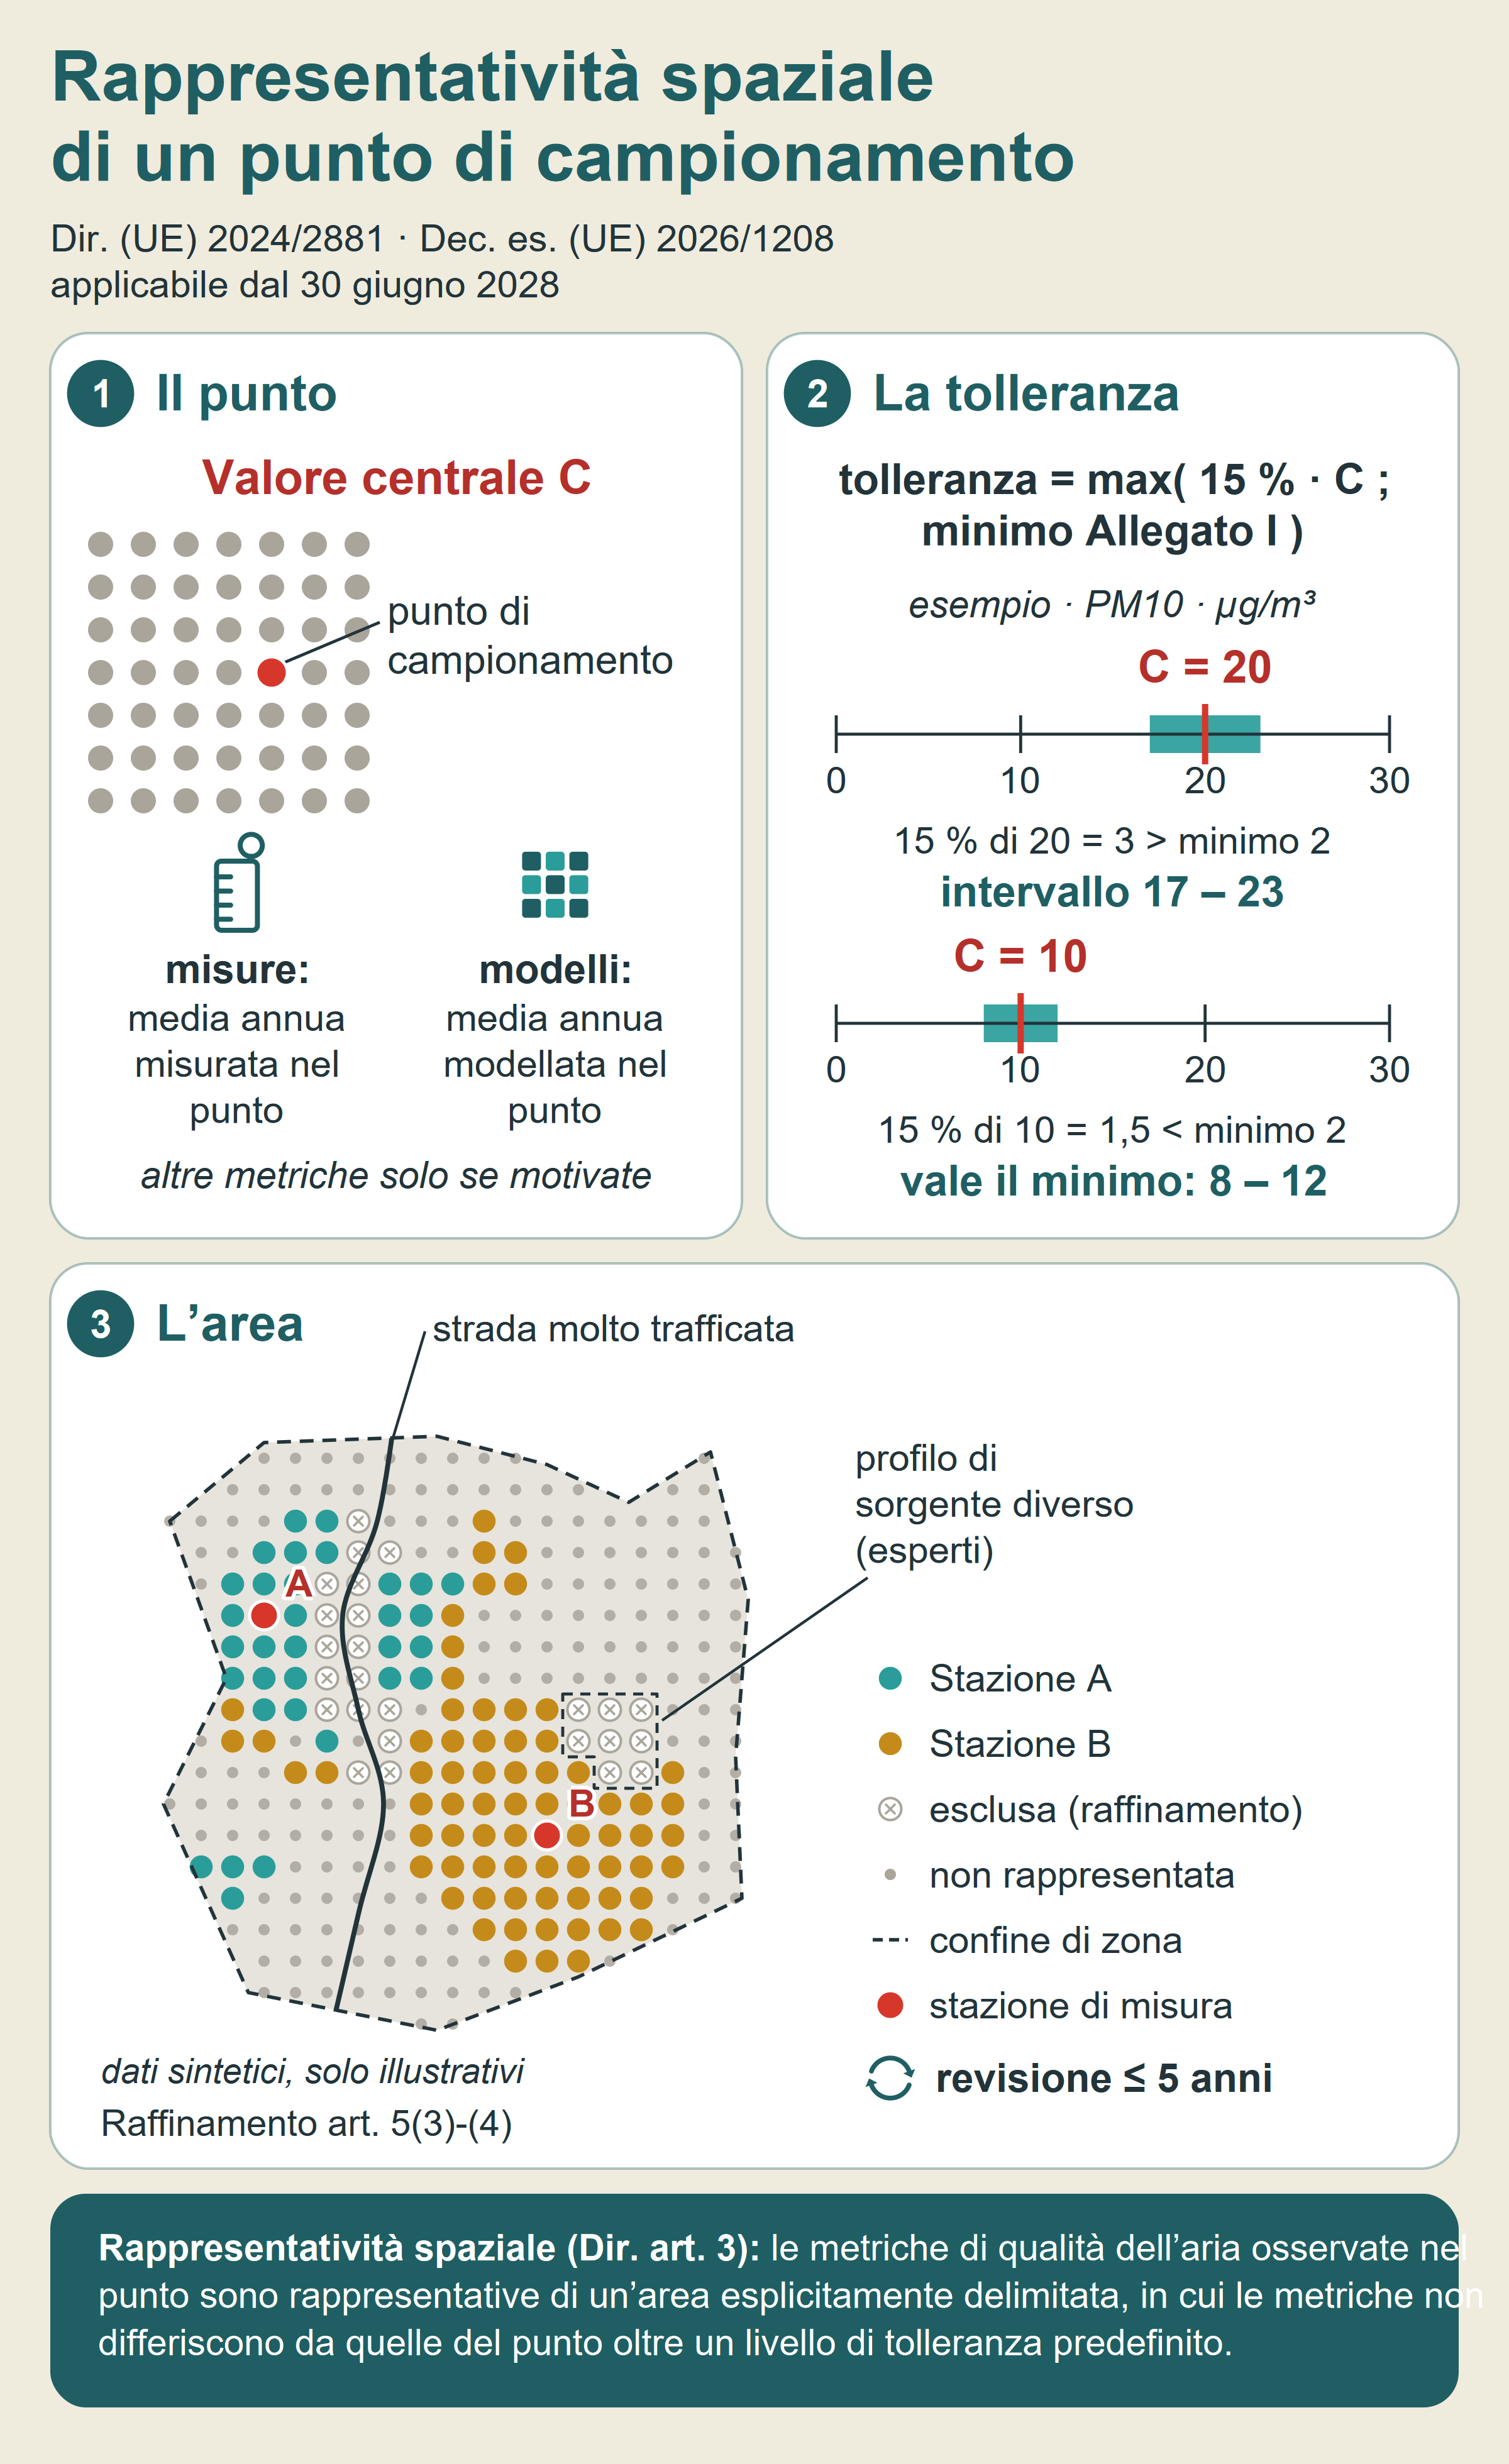 Rappresentatività spaziale
di un punto di campionamento
Dir. (UE) 2024/2881 · Dec. es. (UE) 2026/1208
applicabile dal 30 giugno 2028
1 Il punto
Valore centrale C
punto di
campionamento
misure:
media annua
misurata nel
punto
modelli:
media annua
modellata nel
punto
altre metriche solo se motivate
2 La tolleranza
tolleranza = max( 15 % · C ;
minimo Allegato I )
esempio · PM10 · µg/m³
C = 20
0 10 20 30
15 % di 20 = 3 > minimo 2
intervallo 17 – 23
C = 10
0 10 20 30
15 % di 10 = 1,5 < minimo 2
vale il minimo: 8 – 12
3 L’area
strada molto trafficata
profilo di
sorgente diverso
(esperti)
A
B
Stazione A
Stazione B
esclusa (raffinamento)
non rappresentata
confine di zona
stazione di misura
revisione ≤ 5 anni
dati sintetici, solo illustrativi
Raffinamento art. 5(3)-(4)
Rappresentatività spaziale (Dir. art. 3): le metriche di qualità dell’aria osservate nel
punto sono rappresentative di un’area esplicitamente delimitata, in cui le metriche non
differiscono da quelle del punto oltre un livello di tolleranza predefinito.